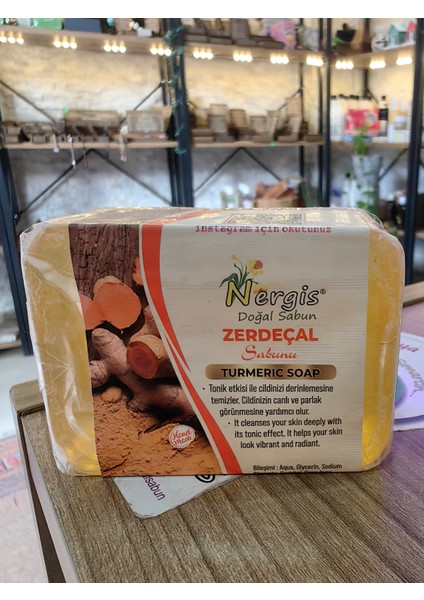 instagram için okutunuz
Nergis®
Doğal Sabun
ZERDEÇAL
Sabunu
TURMERIC SOAP
• Tonik etkisi ile cildinizi derinlemesine
temizler. Cildinizin canlı ve parlak
görünmesine yardımcı olur.
• It cleanses your skin deeply with
its tonic effect. It helps your skin
look vibrant and radiant.
Bileşimi : Aqua, Glycerin, Sodium
Hand
made